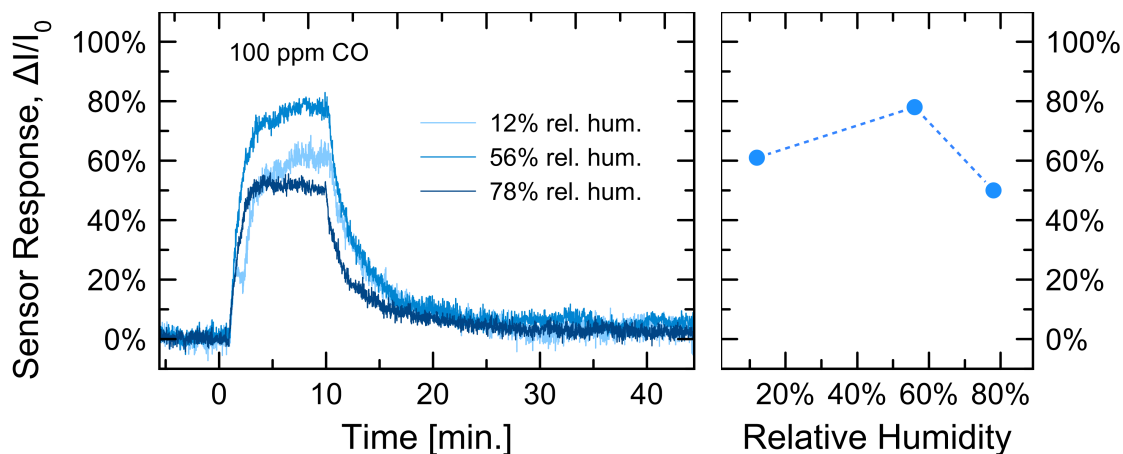 Sensor Response, ΔI/I0
100%
80%
60%
40%
20%
0%
100 ppm CO
12% rel. hum.
56% rel. hum.
78% rel. hum.
0 10 20 30 40
Time [min.]
100%
80%
60%
40%
20%
0%
20% 40% 60% 80%
Relative Humidity